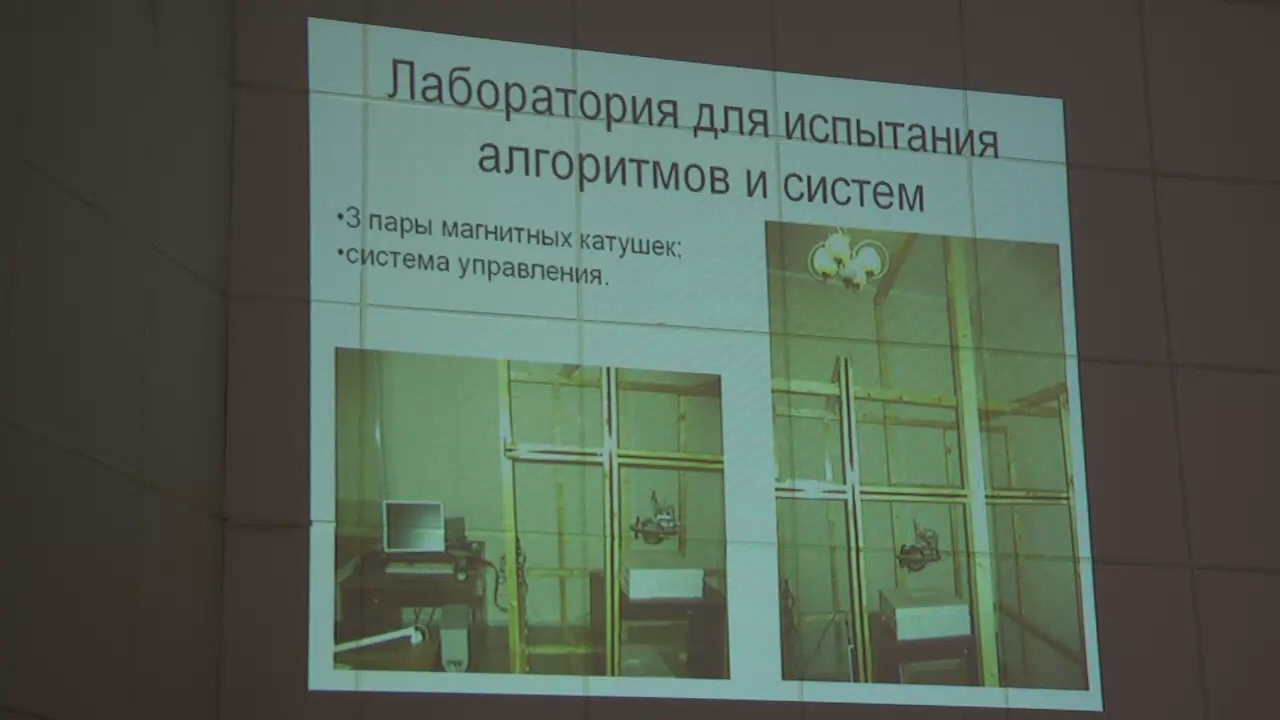 Лаборатория для испытания
алгоритмов и систем
•3 пары магнитных катушек;
•система управления.